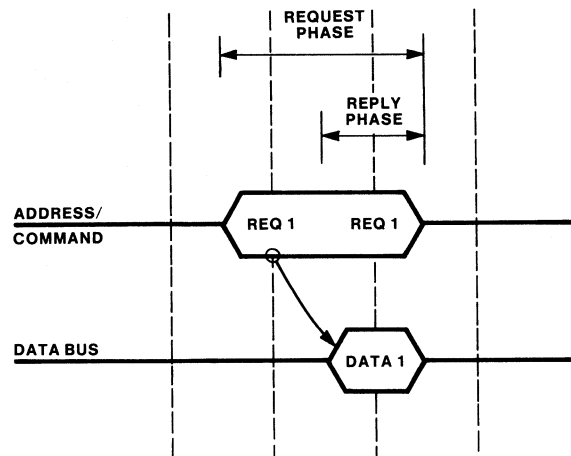 REQUEST
PHASE
REPLY
PHASE
ADDRESS/
COMMAND
REQ 1
REQ 1
DATA BUS
DATA 1